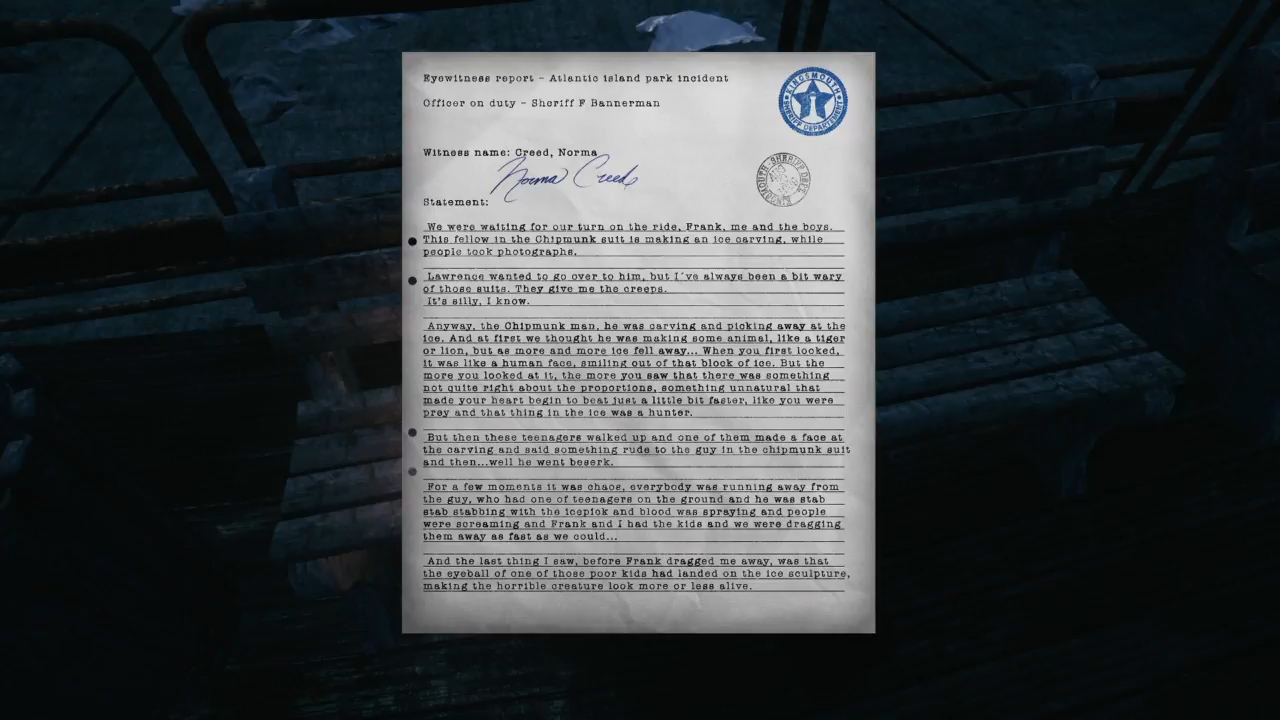 Eyewitness report - Atlantic island park incident
Officer on duty - Sheriff F Bannerman
KINGSMOUTH
SHERIFF DEPARTEMENT
Witness name: Creed, Norma
Norma Creed
Statement:
We were waiting for our turn on the ride, Frank, me and the boys.
This fellow in the Chipmunk suit is making an ice carving, while
people took photographs.
Lawrence wanted to go over to him, but I´ve always been a bit wary
of those suits. They give me the creeps.
It's silly, I know.
Anyway, the Chipmunk man, he was carving and picking away at the
ice. And at first we thought he was making some animal, like a tiger
or lion, but as more and more ice fell away... When you first looked,
it was like a human face, smiling out of that block of ice. But the
more you looked at it, the more you saw that there was something
not quite right about the proportions, something unnatural that
made your heart begin to beat just a little bit faster, like you were
prey and that thing in the ice was a hunter.
But then these teenagers walked up and one of them made a face at
the carving and said something rude to the guy in the chipmunk suit
and then...well he went beserk.
For a few moments it was chaos, everybody was running away from
the guy, who had one of teenagers on the ground and he was stab
stab stabbing with the icepick and blood was spraying and people
were screaming and Frank and I had the kids and we were dragging
them away as fast as we could...
And the last thing I saw, before Frank dragged me away, was that
the eyeball of one of those poor kids had landed on the ice sculpture,
making the horrible creature look more or less alive.